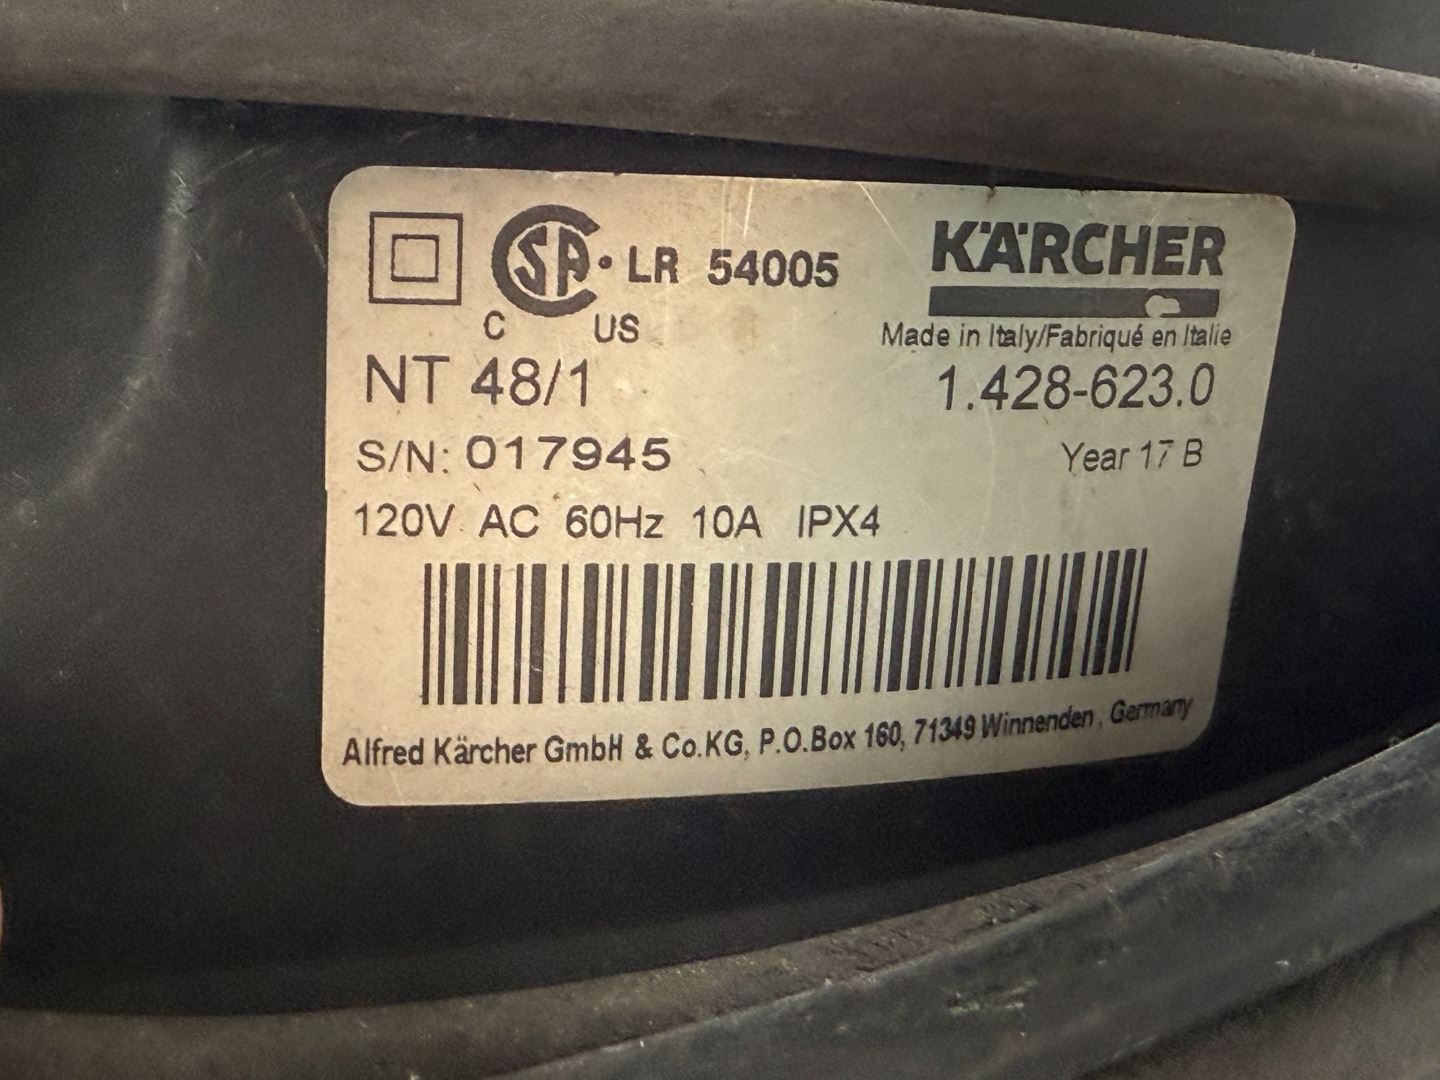 CSA LR 54005
C US
KÄRCHER
Made in Italy/Fabriqué en Italie
NT 48/1 1.428-623.0
S/N: 017945 Year 17 B
120V AC 60Hz 10A IPX4
Alfred Kärcher GmbH & Co.KG, P.O.Box 160, 71349 Winnenden, Germany